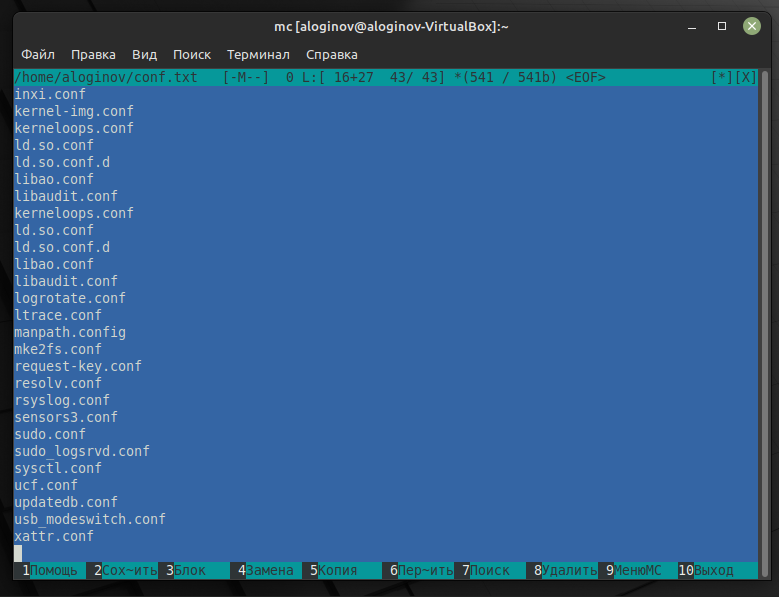 mc [aloginov@aloginov-VirtualBox]:~
Файл Правка Вид Поиск Терминал Справка
/home/aloginov/conf.txt [-M--] 0 L:[ 16+27 43/ 43] *(541 / 541b) <EOF> [*][X]
inxi.conf
kernel-img.conf
kerneloops.conf
ld.so.conf
ld.so.conf.d
libao.conf
libaudit.conf
kerneloops.conf
ld.so.conf
ld.so.conf.d
libao.conf
libaudit.conf
logrotate.conf
ltrace.conf
manpath.config
mke2fs.conf
request-key.conf
resolv.conf
rsyslog.conf
sensors3.conf
sudo.conf
sudo_logsrvd.conf
sysctl.conf
ucf.conf
updatedb.conf
usb_modeswitch.conf
xattr.conf
1Помощь 2Сох~ить 3Блок 4Замена 5Копия 6Пер~ить 7Поиск 8Удалить 9МенюMC 10Выход